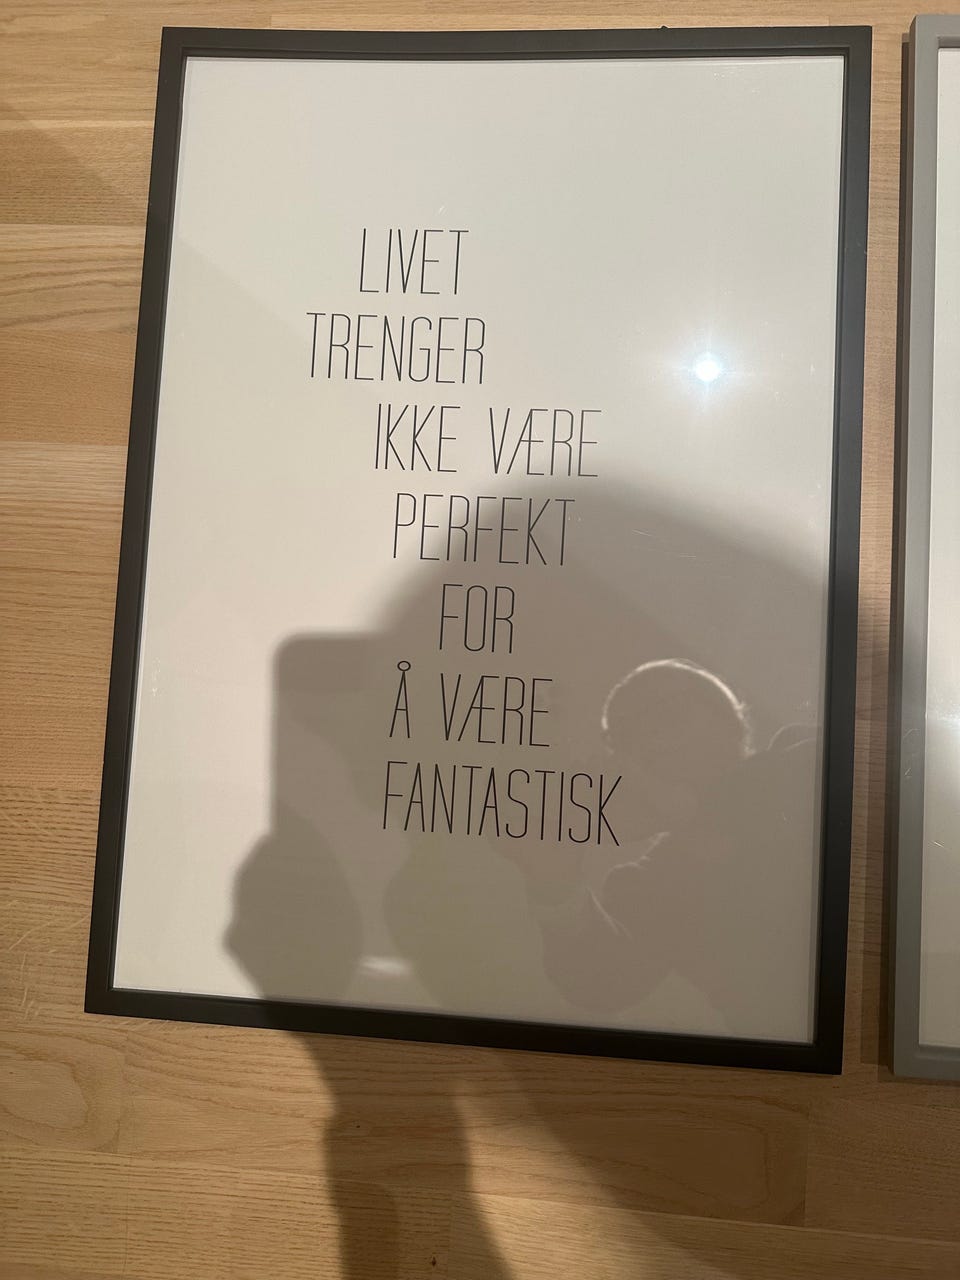 LIVET
TRENGER
IKKE VÆRE
PERFEKT
FOR
Å VÆRE
FANTASTISK